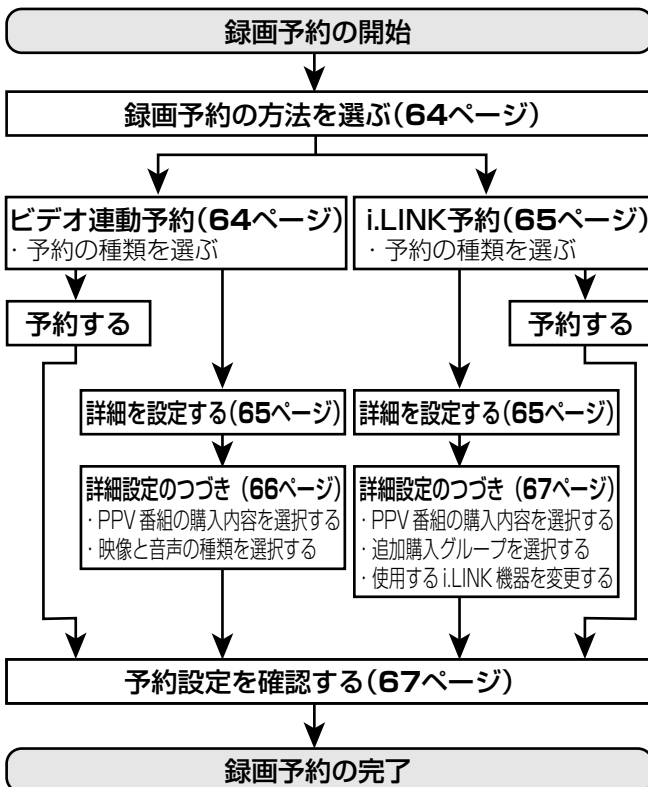 録画予約の開始
録画予約の方法を選ぶ(64ページ)
ビデオ連動予約(64ページ)
・予約の種類を選ぶ
i.LINK予約(65ページ)
・予約の種類を選ぶ
予約する
予約する
詳細を設定する(65ページ)
詳細を設定する(65ページ)
詳細設定のつづき(66ページ)
・PPV番組の購入内容を選択する
・映像と音声の種類を選択する
詳細設定のつづき(67ページ)
・PPV番組の購入内容を選択する
・追加購入グループを選択する
・使用するi.LINK機器を変更する
予約設定を確認する(67ページ)
録画予約の完了